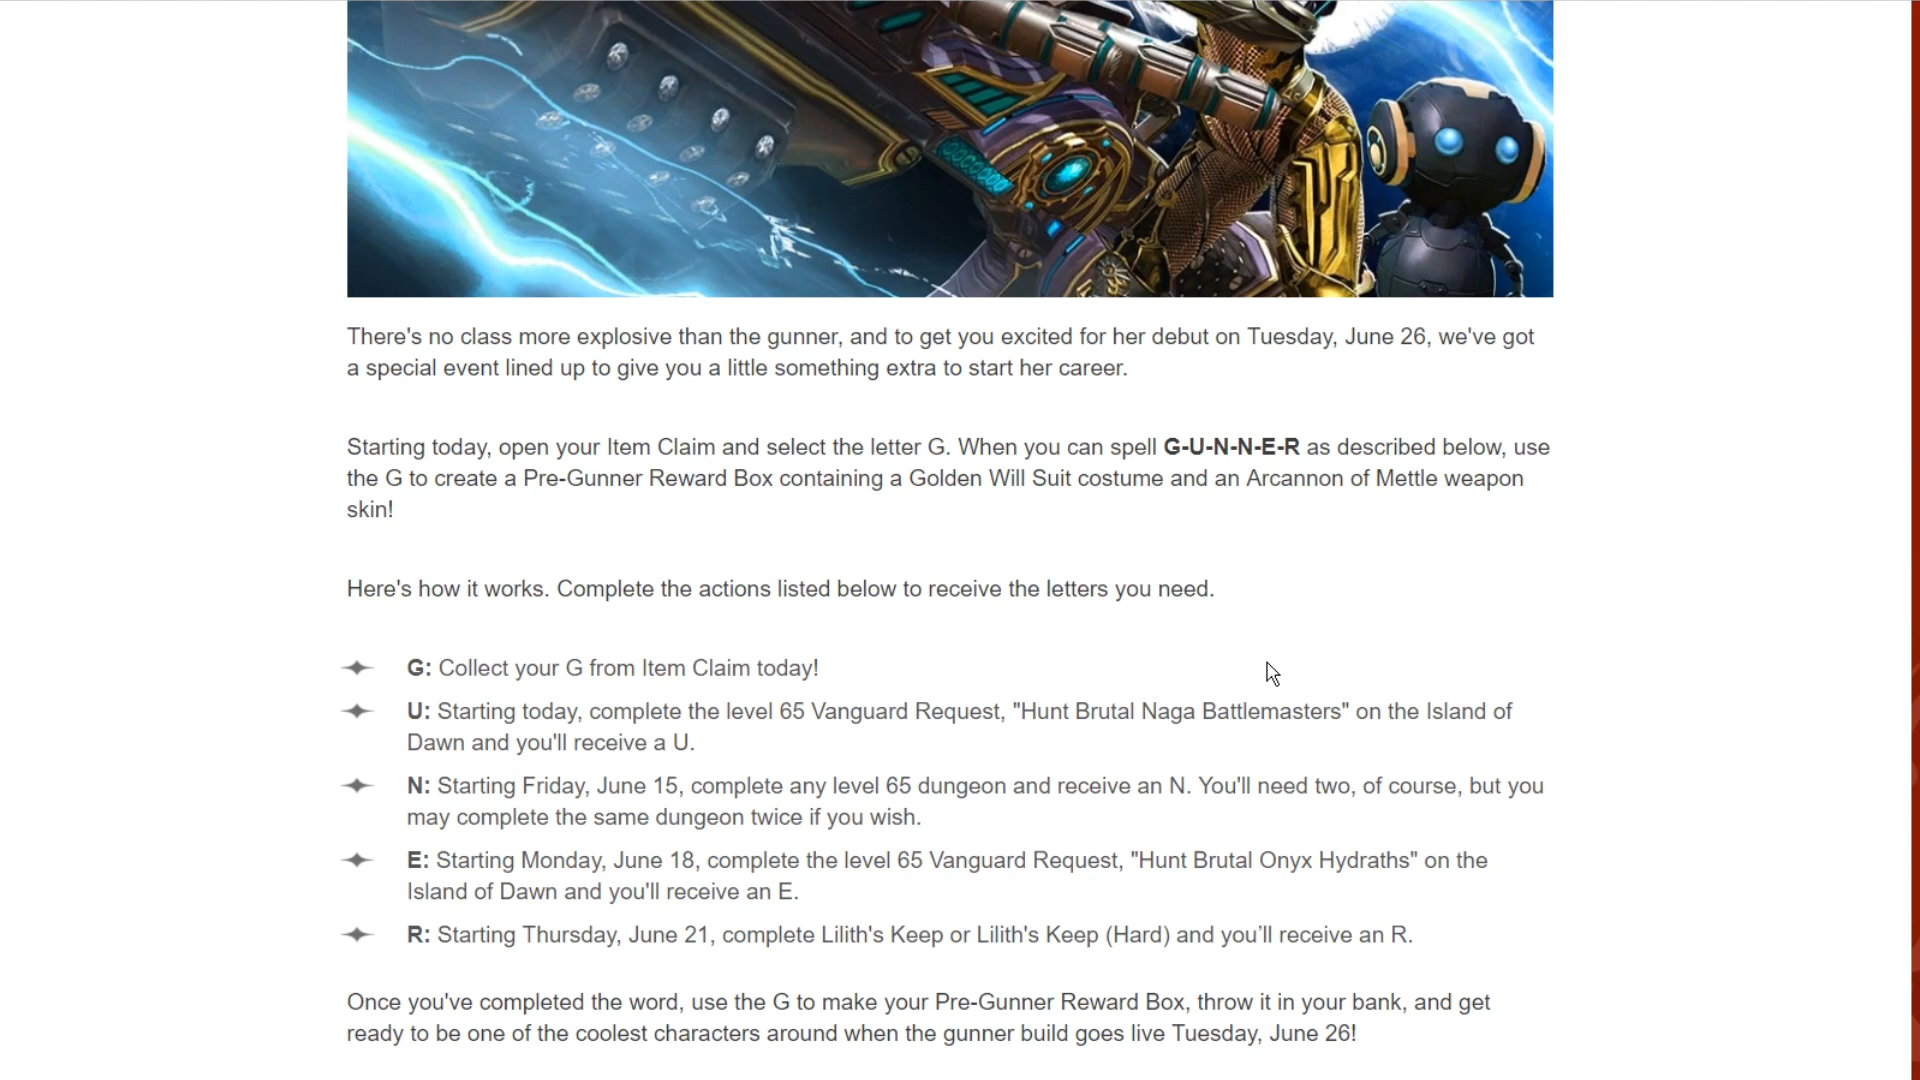 There's no class more explosive than the gunner, and to get you excited for her debut on Tuesday, June 26, we've got
a special event lined up to give you a little something extra to start her career.
Starting today, open your Item Claim and select the letter G. When you can spell G-U-N-N-E-R as described below, use
the G to create a Pre-Gunner Reward Box containing a Golden Will Suit costume and an Arcannon of Mettle weapon
skin!
Here's how it works. Complete the actions listed below to receive the letters you need.
G: Collect your G from Item Claim today!
U: Starting today, complete the level 65 Vanguard Request, "Hunt Brutal Naga Battlemasters" on the Island of
Dawn and you'll receive a U.
N: Starting Friday, June 15, complete any level 65 dungeon and receive an N. You'll need two, of course, but you
may complete the same dungeon twice if you wish.
E: Starting Monday, June 18, complete the level 65 Vanguard Request, "Hunt Brutal Onyx Hydraths" on the
Island of Dawn and you'll receive an E.
R: Starting Thursday, June 21, complete Lilith's Keep or Lilith's Keep (Hard) and you’ll receive an R.
Once you've completed the word, use the G to make your Pre-Gunner Reward Box, throw it in your bank, and get
ready to be one of the coolest characters around when the gunner build goes live Tuesday, June 26!